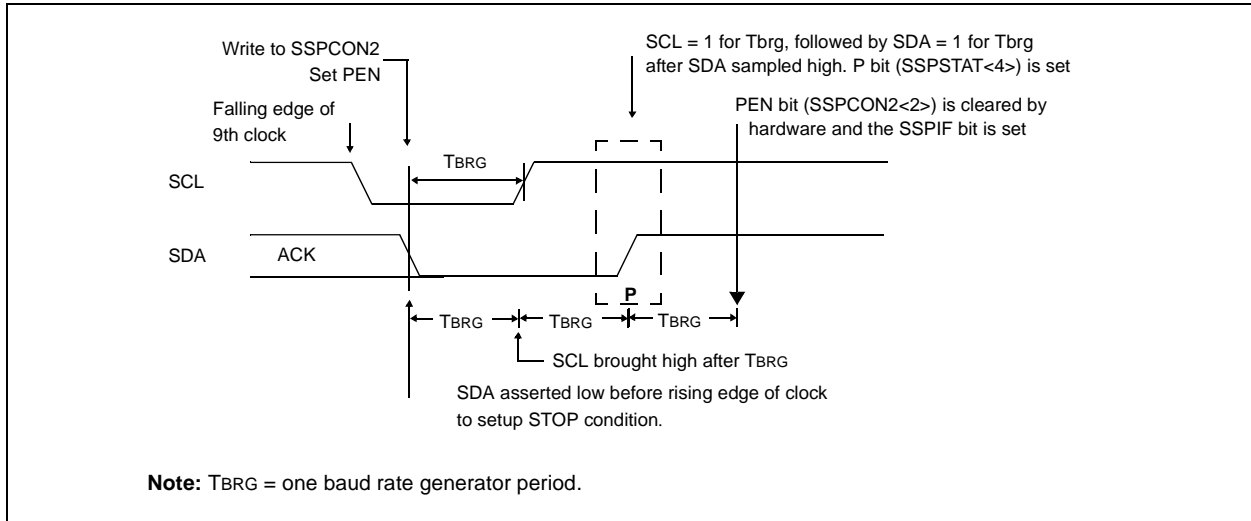 Write to SSPCON2
Set PEN
SCL = 1 for Tbrg, followed by SDA = 1 for Tbrg
after SDA sampled high. P bit (SSPSTAT<4>) is set
Falling edge of
9th clock
PEN bit (SSPCON2<2>) is cleared by
hardware and the SSPIF bit is set
TBRG
SCL
SDA
ACK
P
TBRG
TBRG
TBRG
SCL brought high after TBRG
SDA asserted low before rising edge of clock
to setup STOP condition.
Note: TBRG = one baud rate generator period.